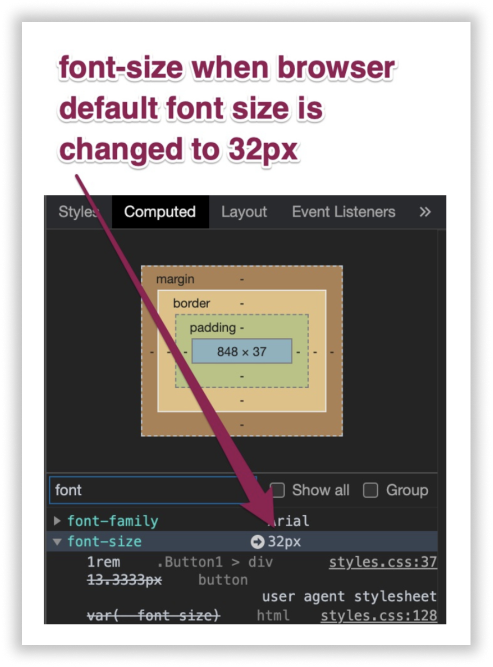 font-size when browser
default font size is
changed to 32px
Styles Computed Layout Event Listeners »
margin -
border -
padding -
- - - 848 × 37 - - -
-
-
-
font Show all Group
font-family Arial
font-size 32px
1rem .Button1 > div styles.css:37
13.3333px button
user agent stylesheet
var(--font-size) html styles.css:128